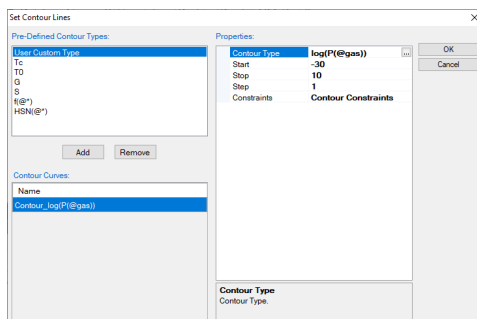 Set Contour Lines
Pre-Defined Contour Types:
User Custom Type
Tc
T0
G
S
f(@*)
HSN(@*)
Add Remove
Contour Curves:
Name
Contour_log(P(@gas))
Properties:
Contour Type log(P(@gas)) ...
Start -30
Stop 10
Step 1
Constraints Contour Constraints
Contour Type
Contour Type.
OK
Cancel